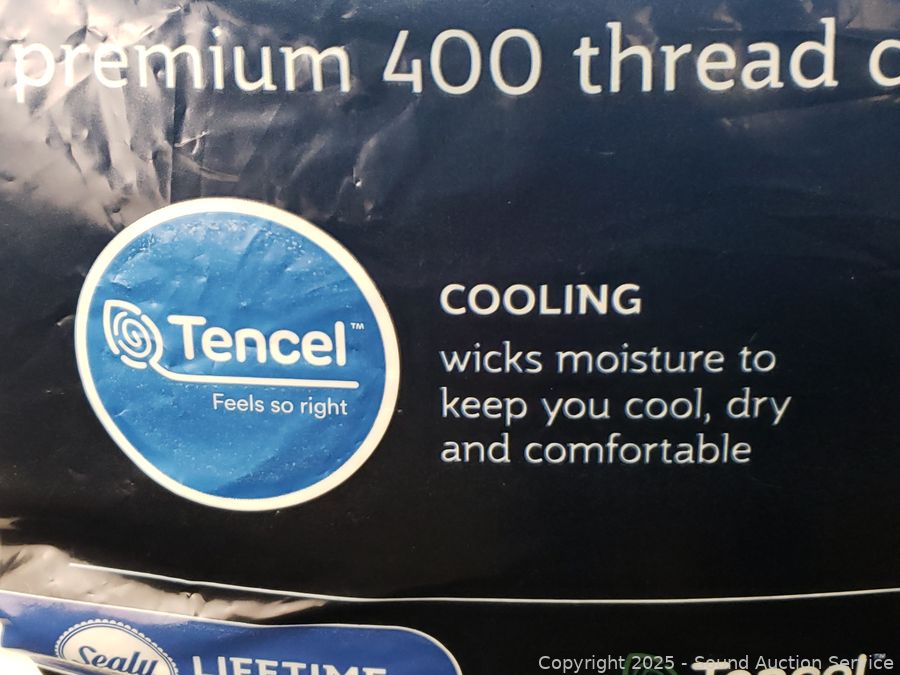 premium 400 thread c
Tencel™
Feels so right
COOLING
wicks moisture to
keep you cool, dry
and comfortable
Sealy
LIFETIME
Tencel™
Copyright 2025 - Sound Auction Service